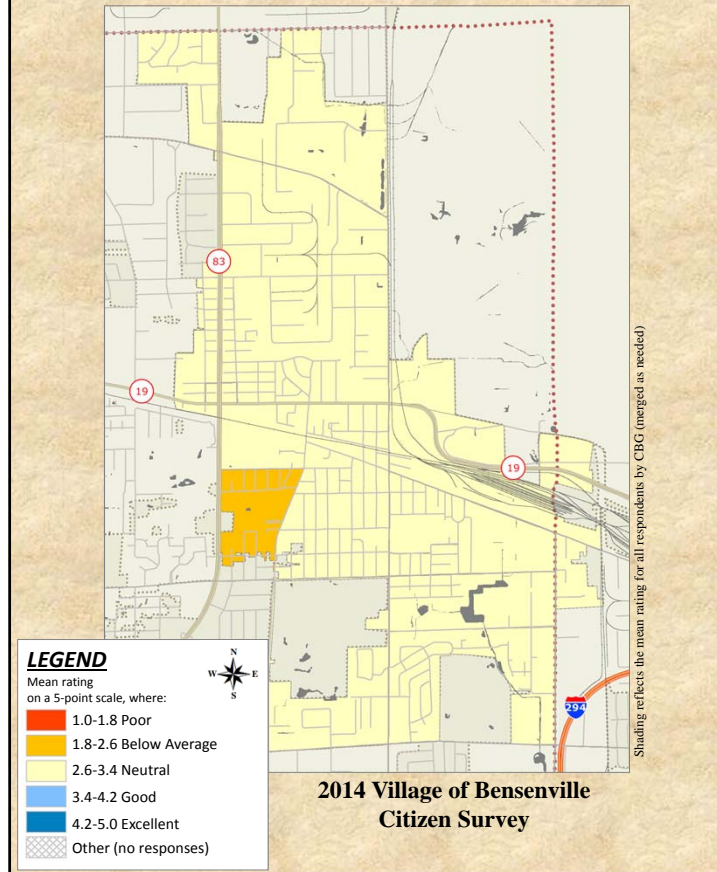 83
19
19
294
Shading reflects the mean rating for all respondents by CBG (merged as needed)
LEGEND
Mean rating
on a 5-point scale, where:
N
W E
S
1.0-1.8 Poor
1.8-2.6 Below Average
2.6-3.4 Neutral
3.4-4.2 Good
4.2-5.0 Excellent
Other (no responses)
2014 Village of Bensenville
Citizen Survey